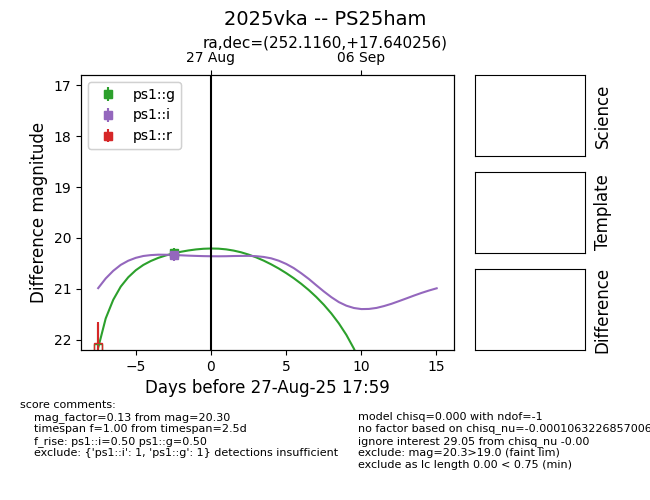 2025vka -- PS25ham
ra,dec=(252.1160,+17.640256)
27 Aug
06 Sep
17
18
19
20
21
22
Difference magnitude
ps1::g
ps1::i
ps1::r
Science
Template
Difference
−5
0
5
10
15
Days before 27-Aug-25 17:59
score comments:
mag_factor=0.13 from mag=20.30
timespan f=1.00 from timespan=2.5d
f_rise: ps1::i=0.50 ps1::g=0.50
exclude: {'ps1::i': 1, 'ps1::g': 1} detections insufficient
model chisq=0.000 with ndof=-1
no factor based on chisq_nu=-0.0001063226857006
ignore interest 29.05 from chisq_nu -0.00
exclude: mag=20.3>19.0 (faint lim)
exclude as lc length 0.00 < 0.75 (min)